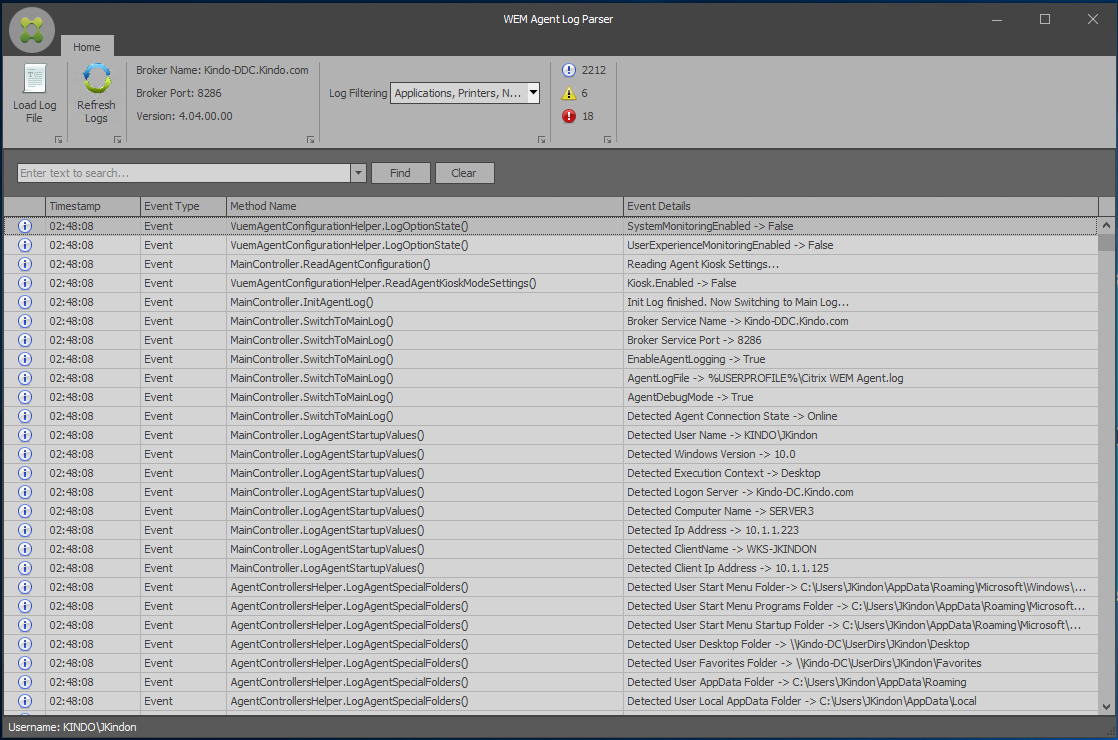 WEM Agent Log Parser
Home
Load Log File
Refresh Logs
Broker Name: Kindo-DDC.Kindo.com
Broker Port: 8286
Version: 4.04.00.00
Log Filtering Applications, Printers, N...
2212
6
18
Enter text to search... Find Clear
Timestamp Event Type Method Name Event Details
02:48:08 Event VuemAgentConfigurationHelper.LogOptionState() SystemMonitoringEnabled -> False
02:48:08 Event VuemAgentConfigurationHelper.LogOptionState() UserExperienceMonitoringEnabled -> False
02:48:08 Event MainController.ReadAgentConfiguration() Reading Agent Kiosk Settings...
02:48:08 Event VuemAgentConfigurationHelper.ReadAgentKioskModeSettings() Kiosk.Enabled -> False
02:48:08 Event MainController.InitAgentLog() Init Log finished. Now Switching to Main Log...
02:48:08 Event MainController.SwitchToMainLog() Broker Service Name -> Kindo-DDC.Kindo.com
02:48:08 Event MainController.SwitchToMainLog() Broker Service Port -> 8286
02:48:08 Event MainController.SwitchToMainLog() EnableAgentLogging -> True
02:48:08 Event MainController.SwitchToMainLog() AgentLogFile -> %USERPROFILE%\Citrix WEM Agent.log
02:48:08 Event MainController.SwitchToMainLog() AgentDebugMode -> True
02:48:08 Event MainController.SwitchToMainLog() Detected Agent Connection State -> Online
02:48:08 Event MainController.LogAgentStartupValues() Detected User Name -> KINDO\JKindon
02:48:08 Event MainController.LogAgentStartupValues() Detected Windows Version -> 10.0
02:48:08 Event MainController.LogAgentStartupValues() Detected Execution Context -> Desktop
02:48:08 Event MainController.LogAgentStartupValues() Detected Logon Server -> Kindo-DC.Kindo.com
02:48:08 Event MainController.LogAgentStartupValues() Detected Computer Name -> SERVER3
02:48:08 Event MainController.LogAgentStartupValues() Detected Ip Address -> 10.1.1.223
02:48:08 Event MainController.LogAgentStartupValues() Detected ClientName -> WKS-JKINDON
02:48:08 Event MainController.LogAgentStartupValues() Detected Client Ip Address -> 10.1.1.125
02:48:08 Event AgentControllersHelper.LogAgentSpecialFolders() Detected User Start Menu Folder-> C:\Users\JKindon\AppData\Roaming\Microsoft\Windows\...
02:48:08 Event AgentControllersHelper.LogAgentSpecialFolders() Detected User Start Menu Programs Folder -> C:\Users\JKindon\AppData\Roaming\Microsoft...
02:48:08 Event AgentControllersHelper.LogAgentSpecialFolders() Detected User Start Menu Startup Folder -> C:\Users\JKindon\AppData\Roaming\Microsoft\...
02:48:08 Event AgentControllersHelper.LogAgentSpecialFolders() Detected User Desktop Folder -> \\Kindo-DC\UserDirs\JKindon\Desktop
02:48:08 Event AgentControllersHelper.LogAgentSpecialFolders() Detected User Favorites Folder -> \\Kindo-DC\UserDirs\JKindon\Favorites
02:48:08 Event AgentControllersHelper.LogAgentSpecialFolders() Detected User AppData Folder -> C:\Users\JKindon\AppData\Roaming
02:48:08 Event AgentControllersHelper.LogAgentSpecialFolders() Detected User Local AppData Folder -> C:\Users\JKindon\AppData\Local
Username: KINDO\JKindon